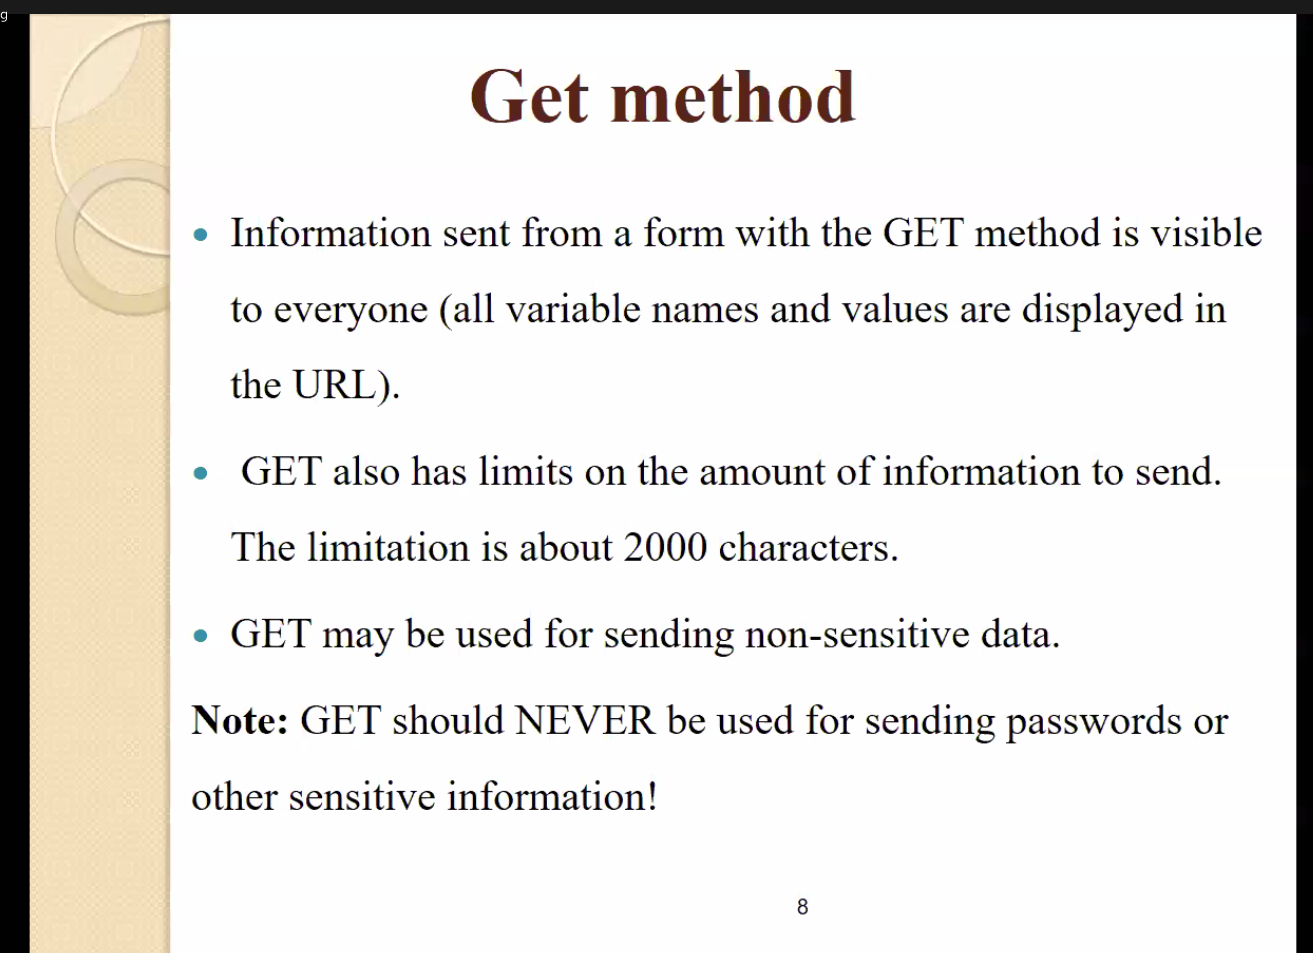 g
Get method
• Information sent from a form with the GET method is visible
to everyone (all variable names and values are displayed in
the URL).
• GET also has limits on the amount of information to send.
The limitation is about 2000 characters.
• GET may be used for sending non-sensitive data.
Note: GET should NEVER be used for sending passwords or
other sensitive information!
8